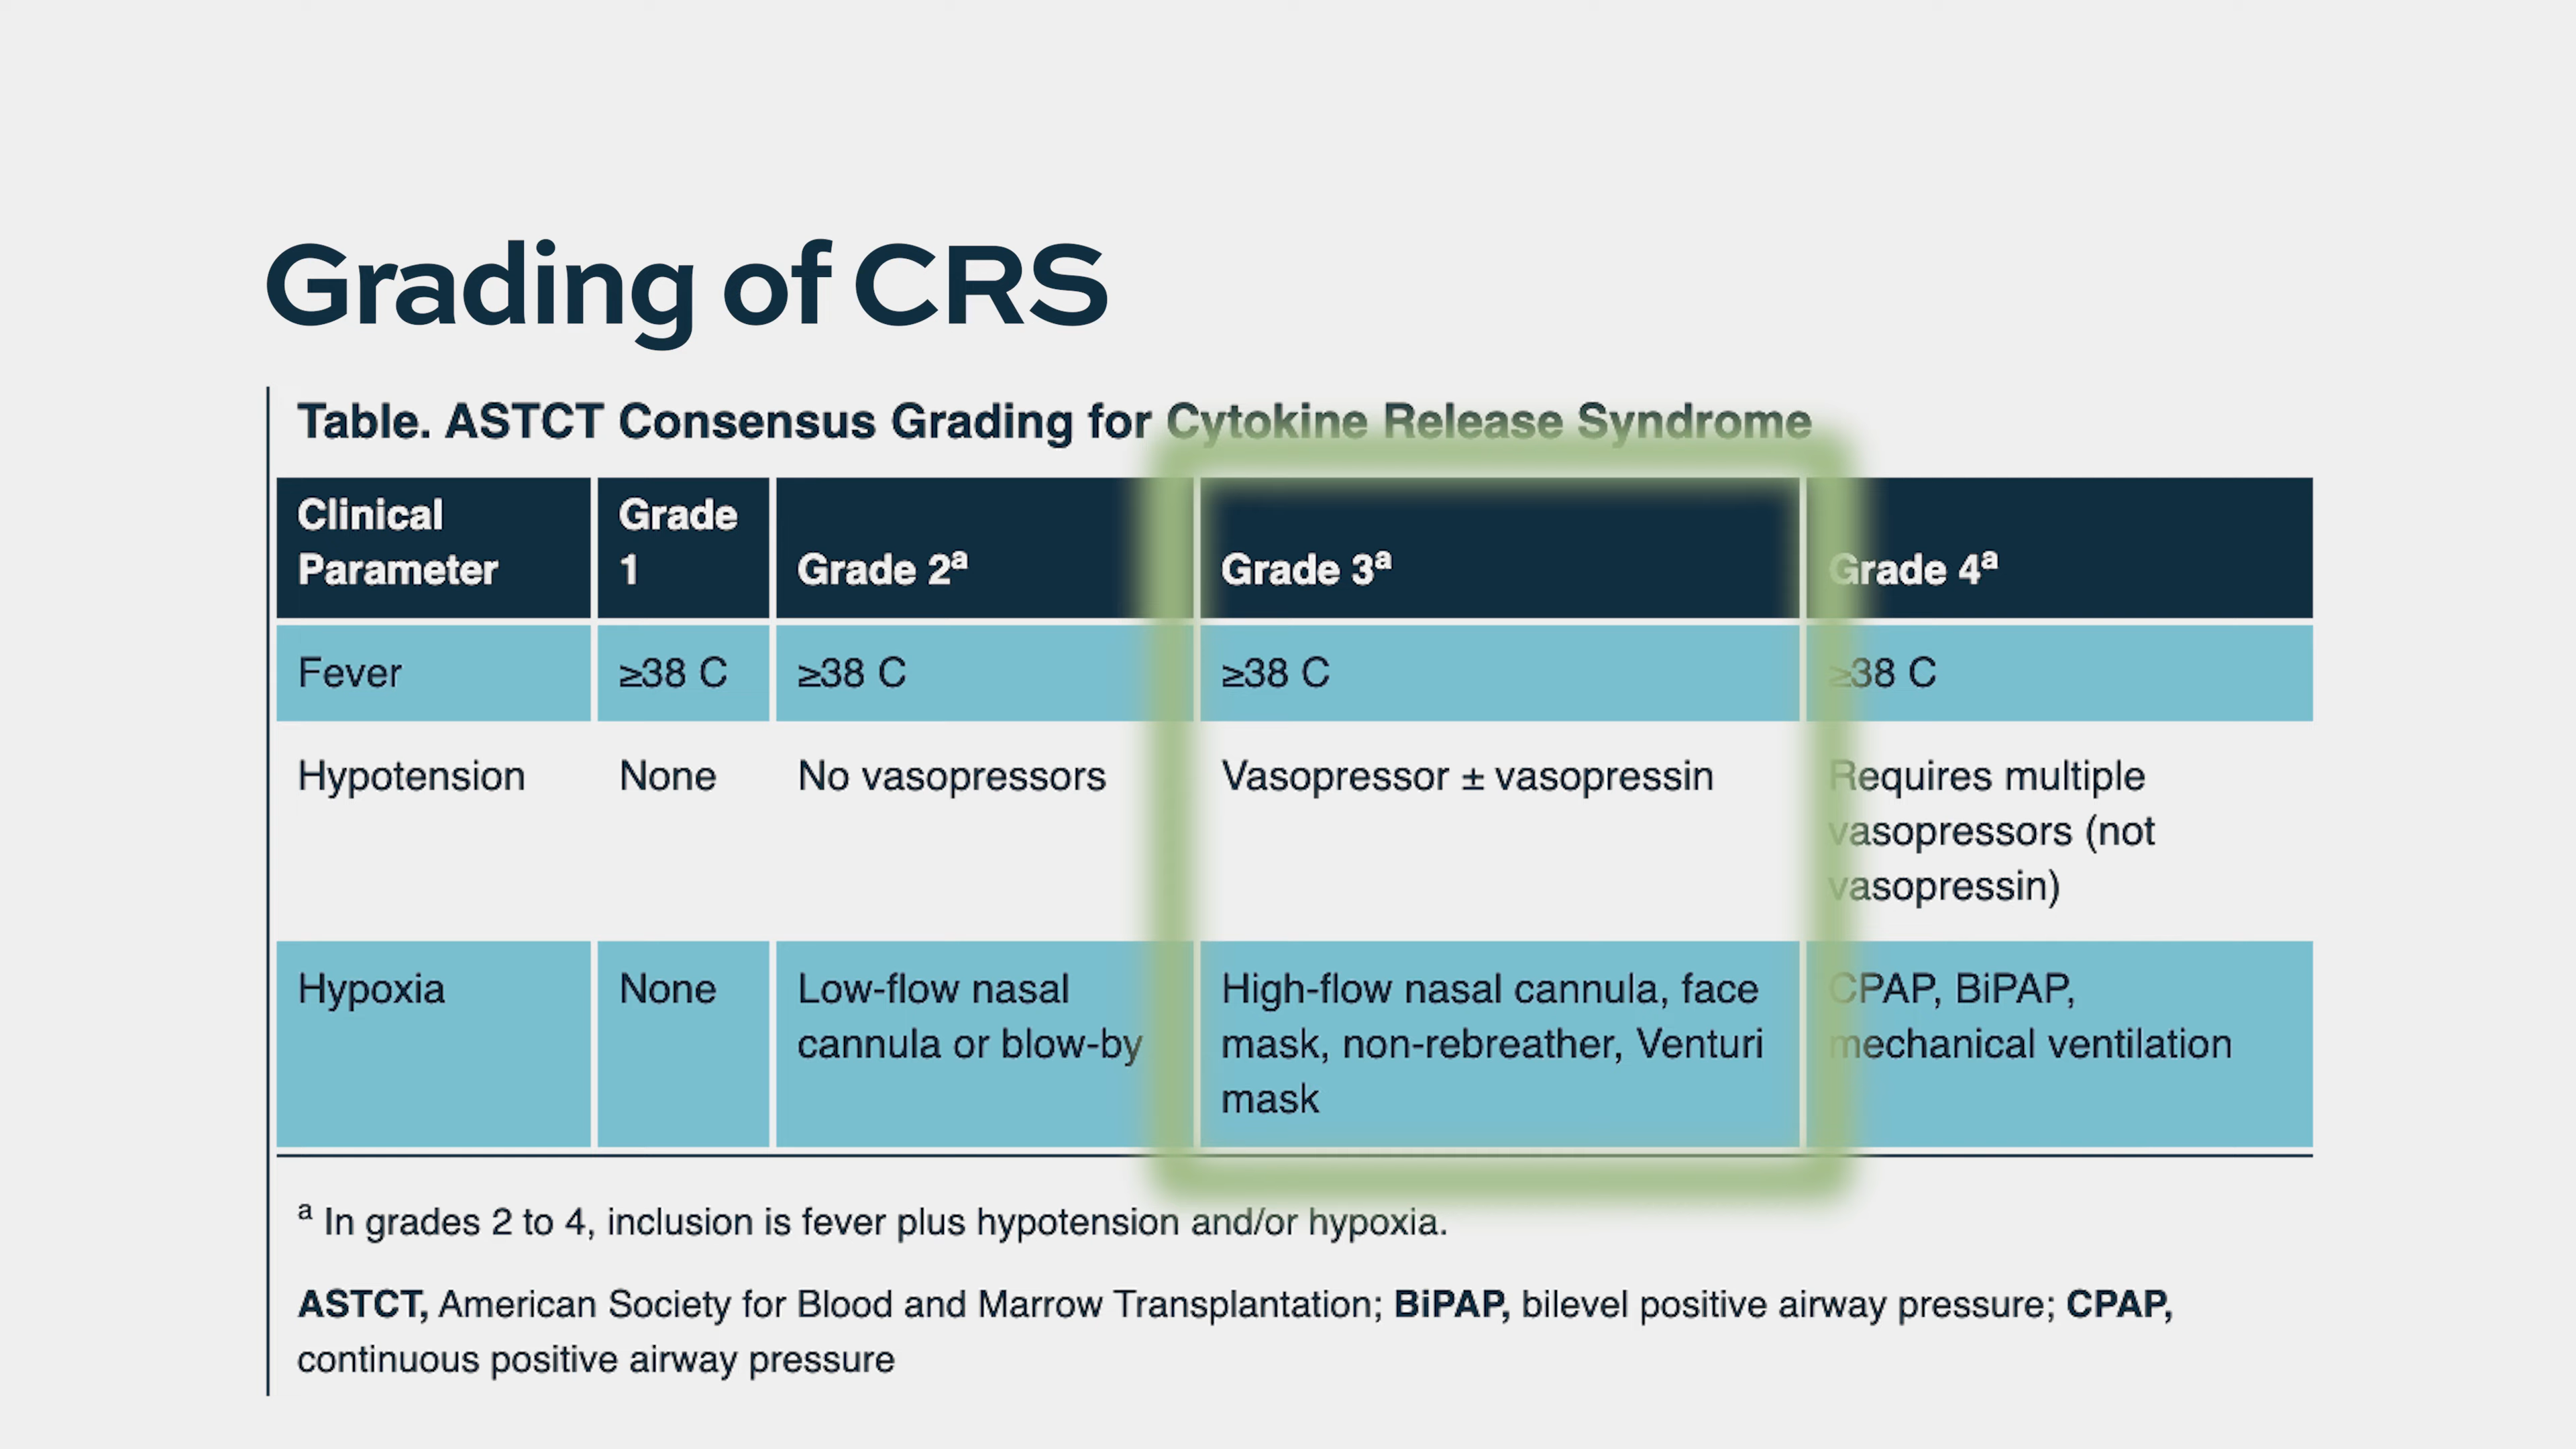 Grading of CRS
Table. ASTCT Consensus Grading for Cytokine Release Syndrome
Clinical Parameter
Grade 1
Grade 2ª
Grade 3ª
Grade 4ª
Fever
≥38 C
≥38 C
≥38 C
≥38 C
Hypotension
None
No vasopressors
Vasopressor ± vasopressin
Requires multiple
vasopressors (not
vasopressin)
Hypoxia
None
Low-flow nasal
cannula or blow-by
High-flow nasal cannula, face
mask, non-rebreather, Venturi
mask
CPAP, BiPAP,
mechanical ventilation
ª In grades 2 to 4, inclusion is fever plus hypotension and/or hypoxia.
ASTCT, American Society for Blood and Marrow Transplantation; BiPAP, bilevel positive airway pressure; CPAP,
continuous positive airway pressure